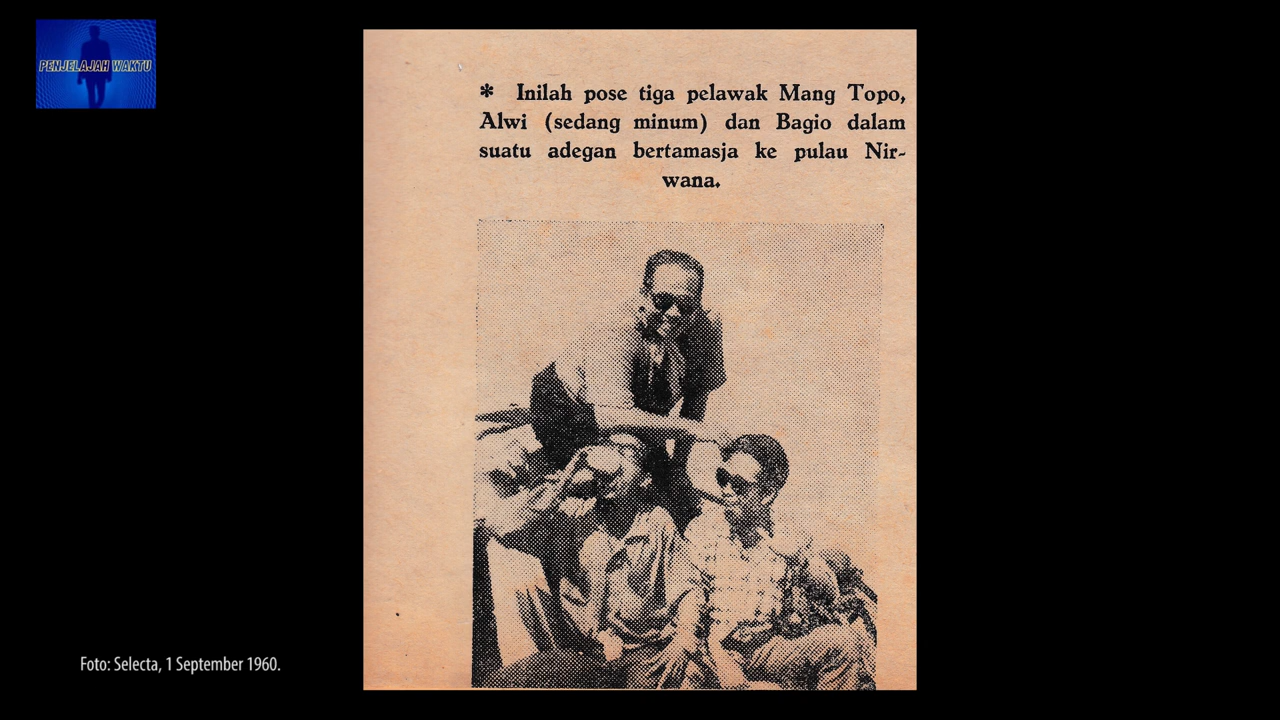 PENJELAJAH WAKTU
* Inilah pose tiga pelawak Mang Topo,
Alwi (sedang minum) dan Bagio dalam
suatu adegan bertamasja ke pulau Nir-
wana.
Foto: Selecta, 1 September 1960.